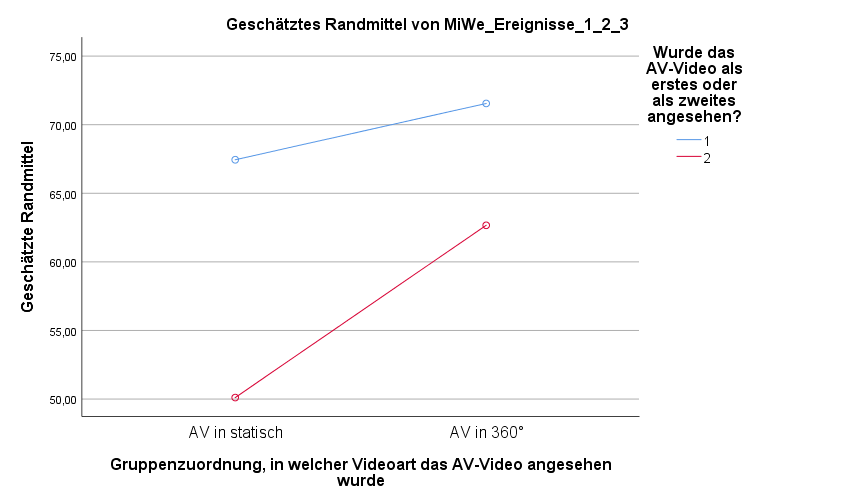 Geschätztes Randmittel von MiWe_Ereignisse_1_2_3
Geschätzte Randmittel
75,00
70,00
65,00
60,00
55,00
50,00
AV in statisch
AV in 360°
Gruppenzuordnung, in welcher Videoart das AV-Video angesehen
wurde
Wurde das
AV-Video als
erstes oder
als zweites
angesehen?
1
2